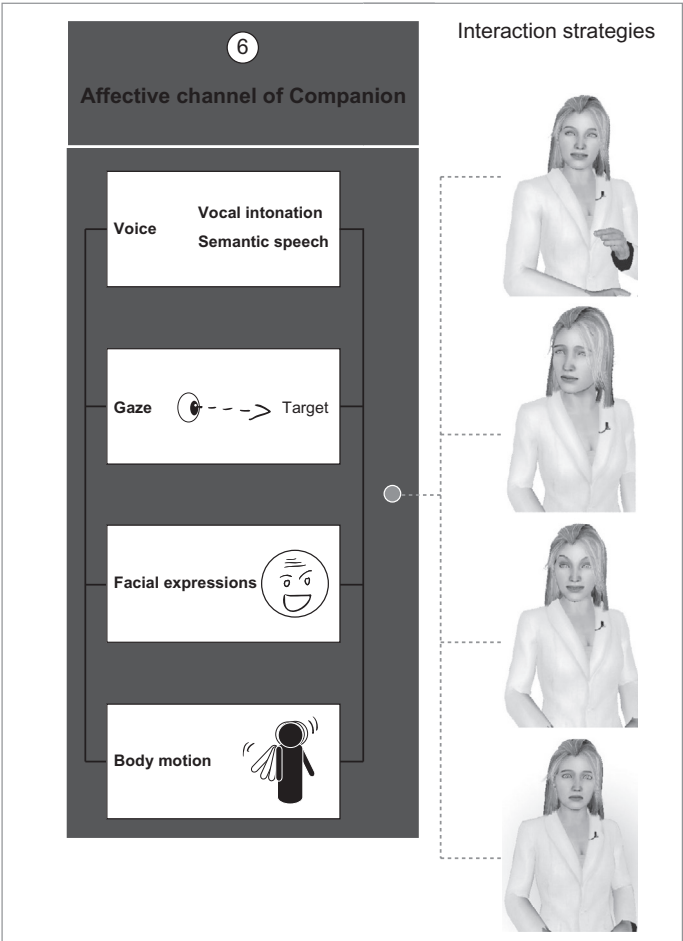 6
Affective channel of Companion
Interaction strategies
Voice
Vocal intonation
Semantic speech
Gaze
Target
Facial expressions
Body motion